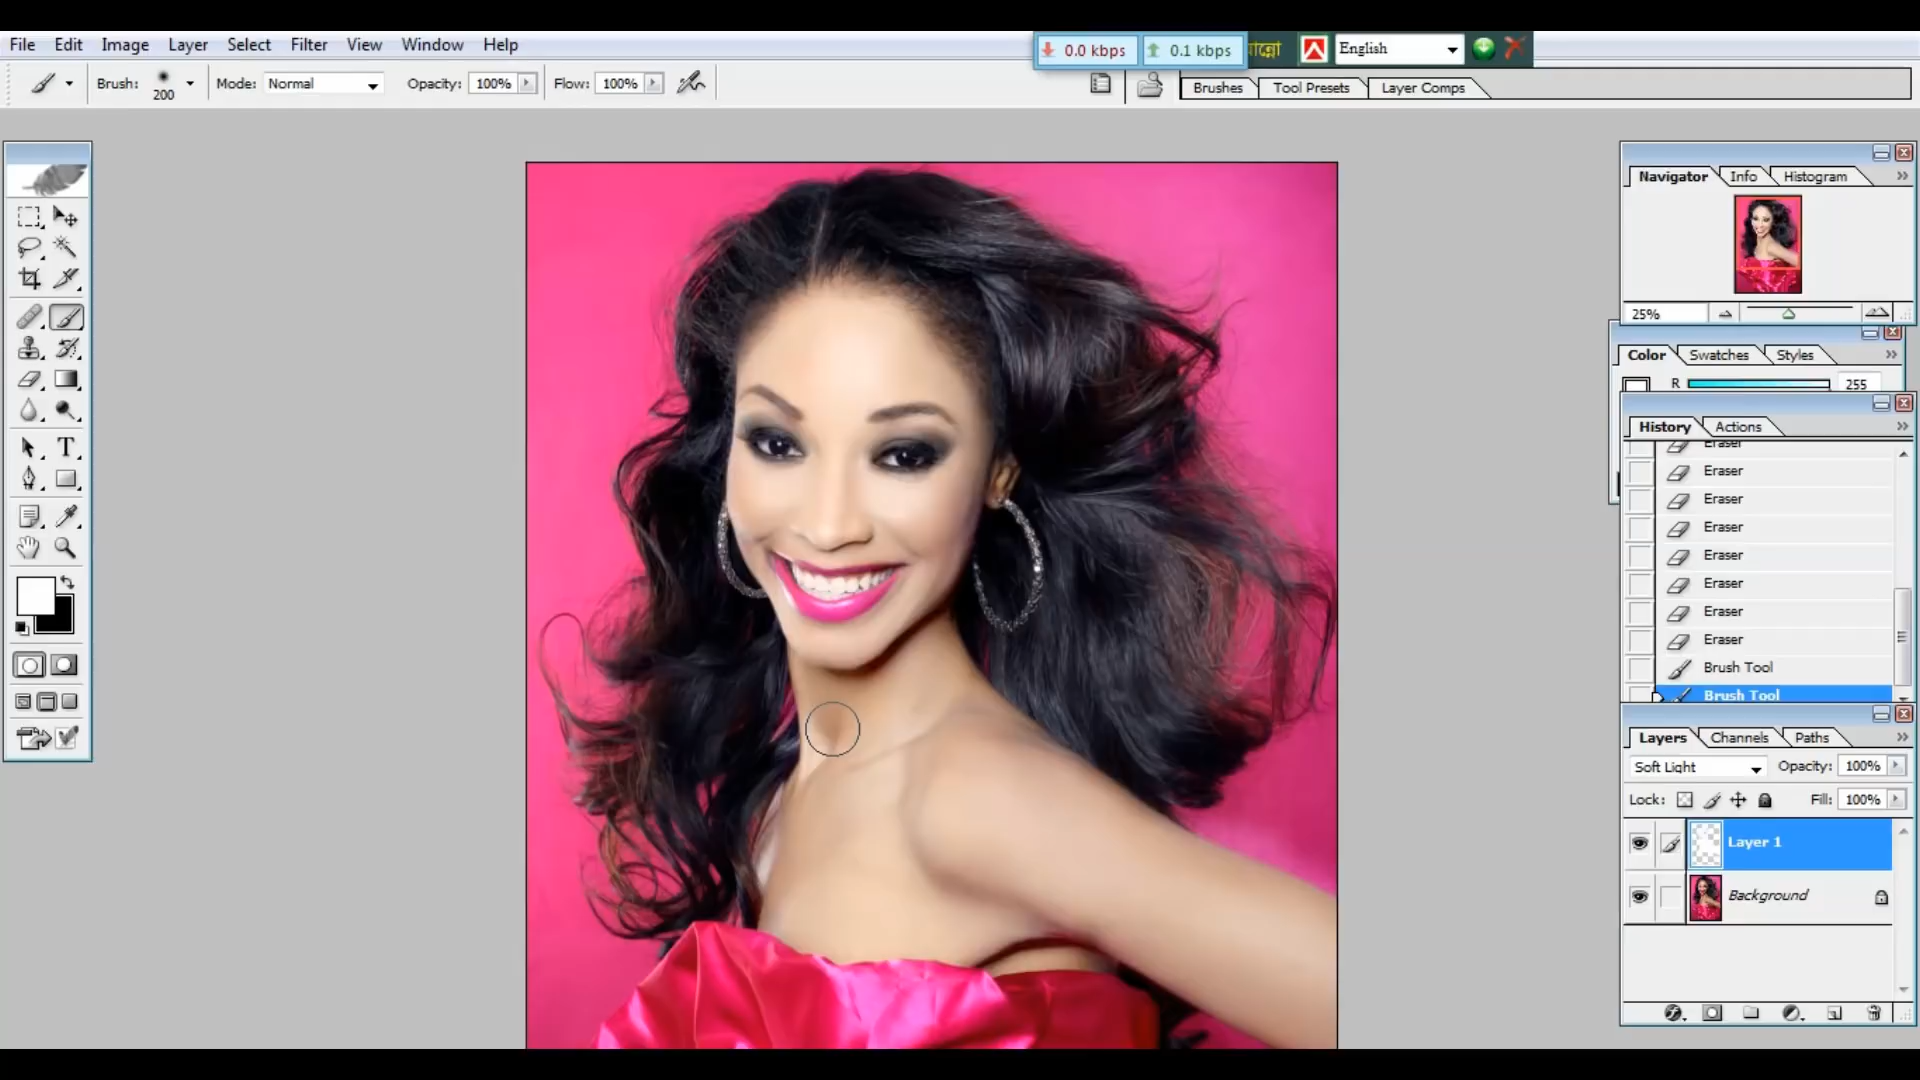 File Edit Image Layer Select Filter View Window Help
0.0 kbps 0.1 kbps English
Brush: 200 Mode: Normal Opacity: 100% Flow: 100%
Brushes Tool Presets Layer Comps
Navigator Info Histogram
25%
Color Swatches Styles
R 255
History Actions
Eraser
Eraser
Eraser
Eraser
Eraser
Eraser
Eraser
Eraser
Brush Tool
Brush Tool
Layers Channels Paths
Soft Light Opacity: 100%
Lock: Fill: 100%
Layer 1
Background
T